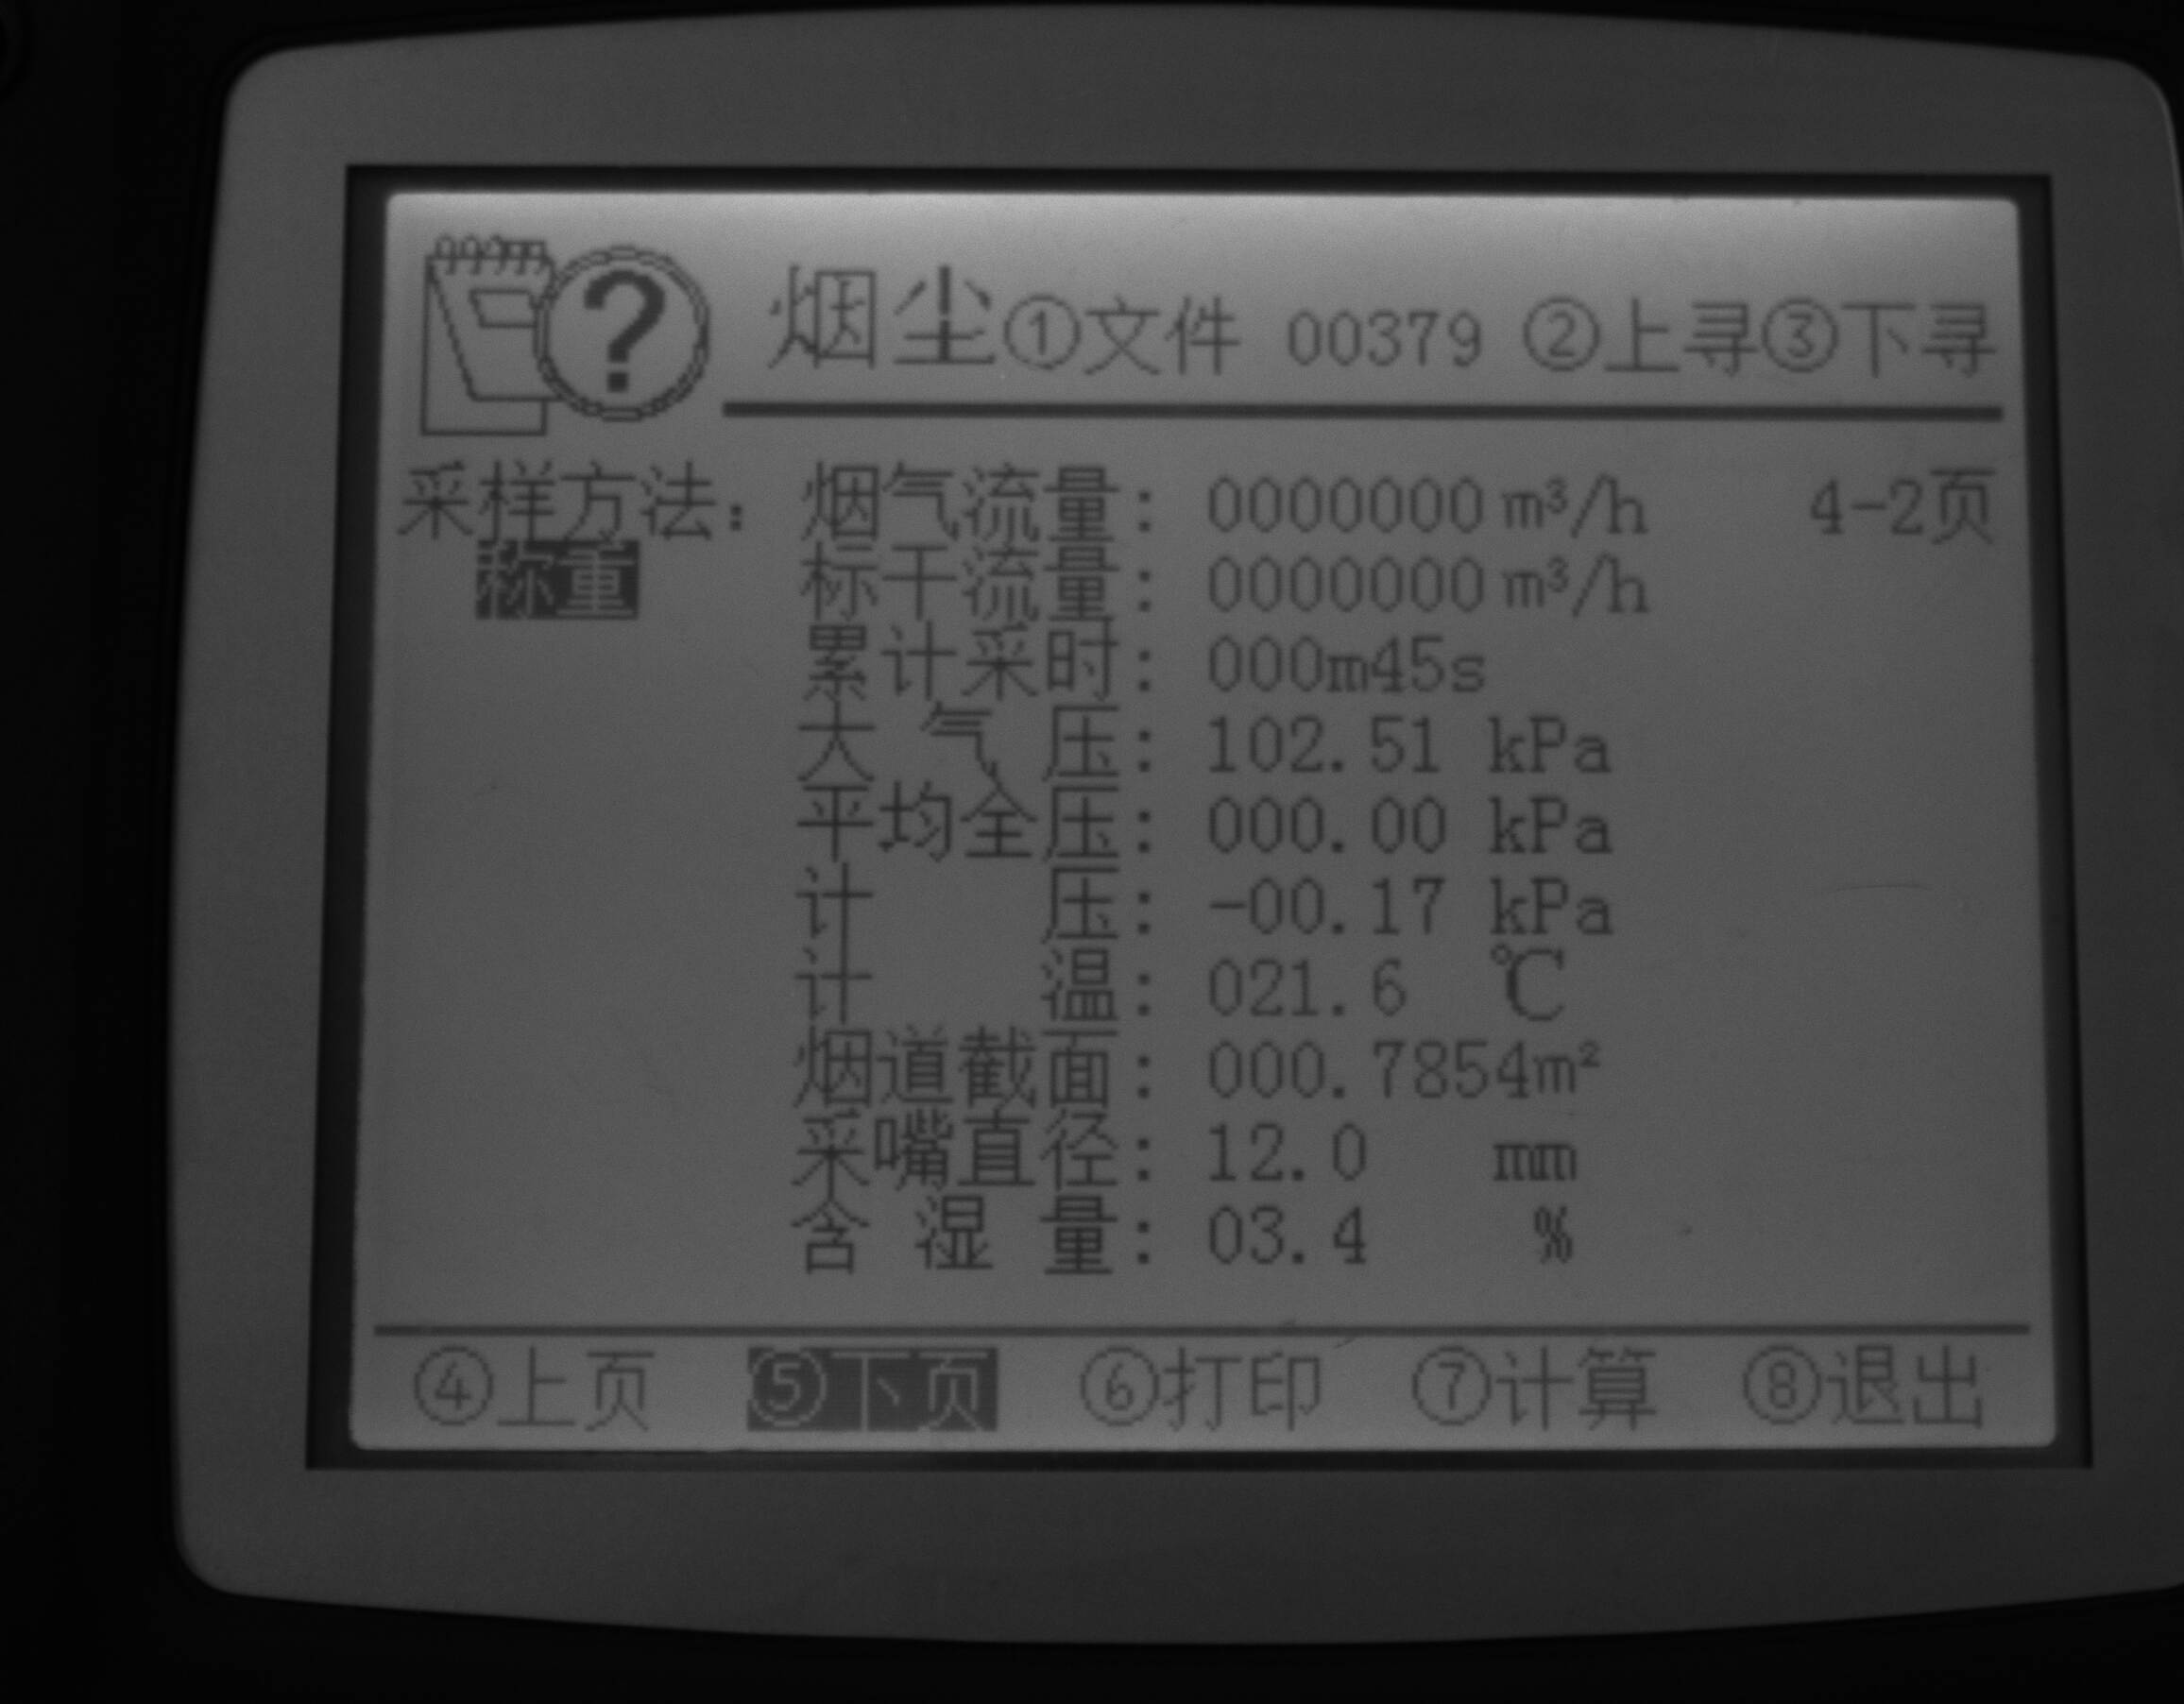 烟尘①文件 00379 ②上寻③下寻
采样方法： 烟气流量： 0000000 m³/h 4-2页
称重 标干流量： 0000000 m³/h
累计采时： 000m45s
大气压： 102.51 kPa
平均全压： 000.00 kPa
计压： -00.17 kPa
计温： 021.6 ℃
烟道截面： 000.7854m²
采嘴直径： 12.0 mm
含湿量： 03.4 %
④上页 ⑤下页 ⑥打印 ⑦计算 ⑧退出